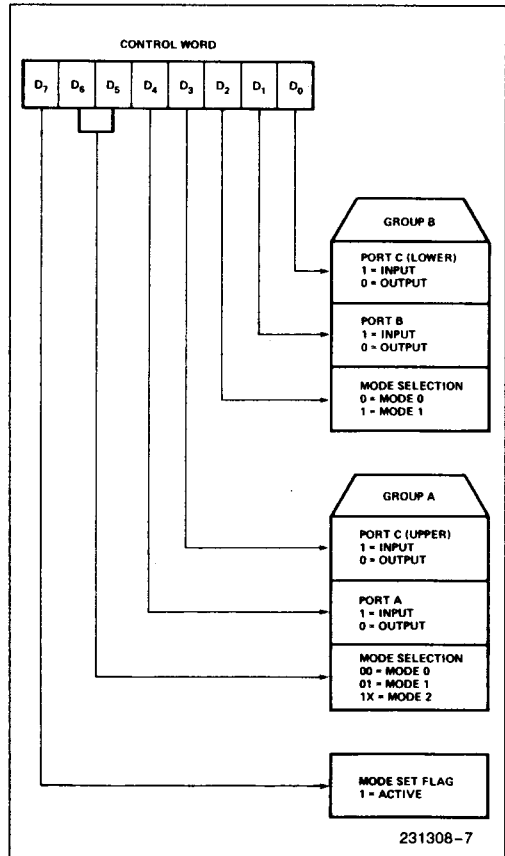 CONTROL WORD
D7 D6 D5 D4 D3 D2 D1 D0
GROUP B
PORT C (LOWER)
1 = INPUT
0 = OUTPUT
PORT B
1 = INPUT
0 = OUTPUT
MODE SELECTION
0 = MODE 0
1 = MODE 1
GROUP A
PORT C (UPPER)
1 = INPUT
0 = OUTPUT
PORT A
1 = INPUT
0 = OUTPUT
MODE SELECTION
00 = MODE 0
01 = MODE 1
1X = MODE 2
MODE SET FLAG
1 = ACTIVE
231308-7